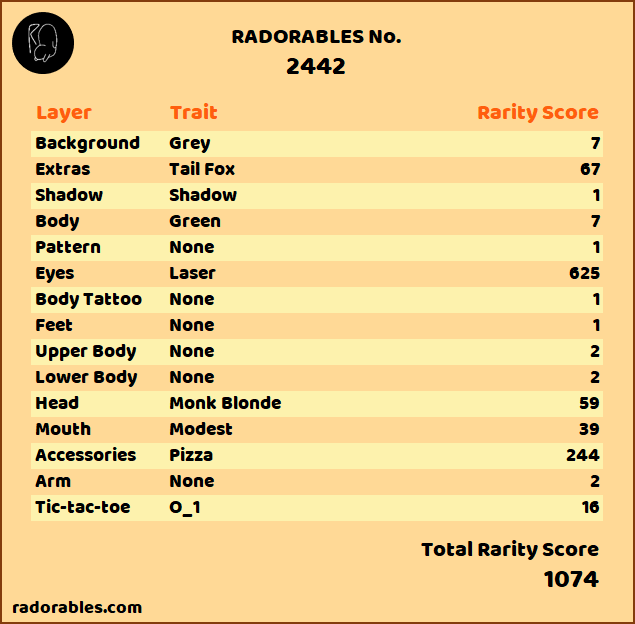 RADORABLES No.
2442
Layer Trait Rarity Score
Background Grey 7
Extras Tail Fox 67
Shadow Shadow 1
Body Green 7
Pattern None 1
Eyes Laser 625
Body Tattoo None 1
Feet None 1
Upper Body None 2
Lower Body None 2
Head Monk Blonde 59
Mouth Modest 39
Accessories Pizza 244
Arm None 2
Tic-tac-toe O_1 16
Total Rarity Score
1074
radorables.com